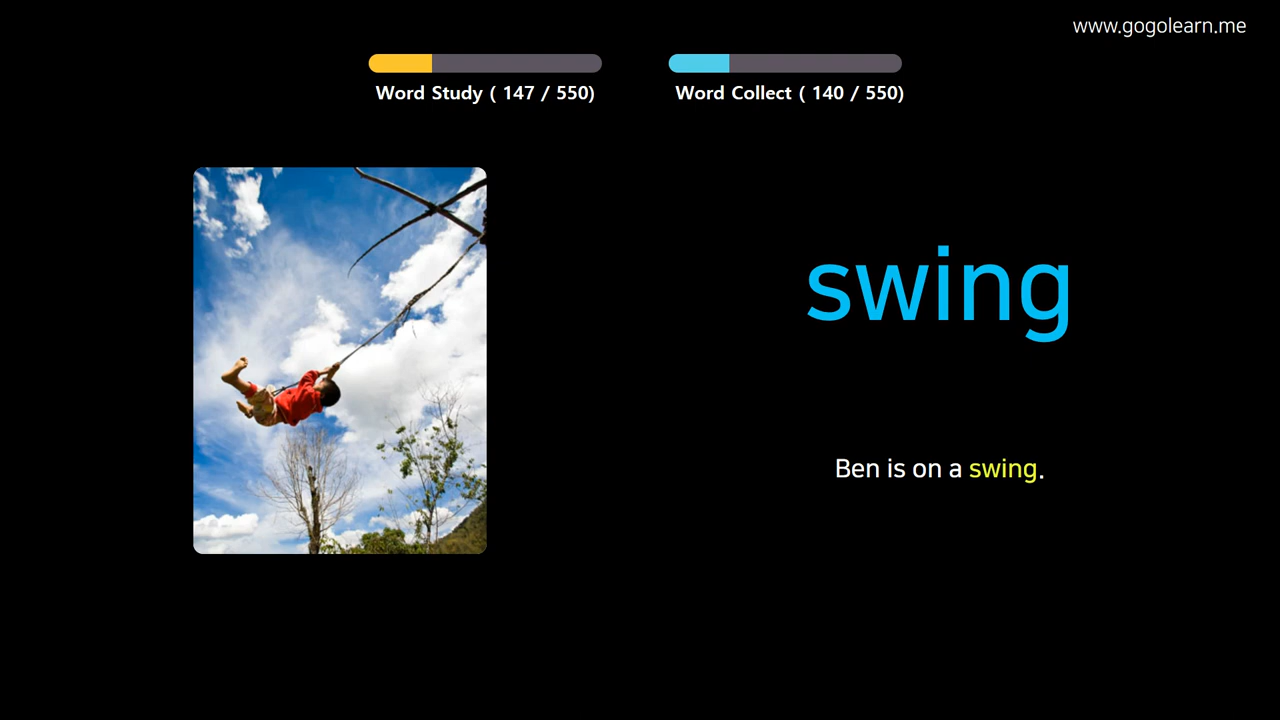 www.gogolearn.me
Word Study ( 147 / 550)
Word Collect ( 140 / 550)
swing
Ben is on a swing.